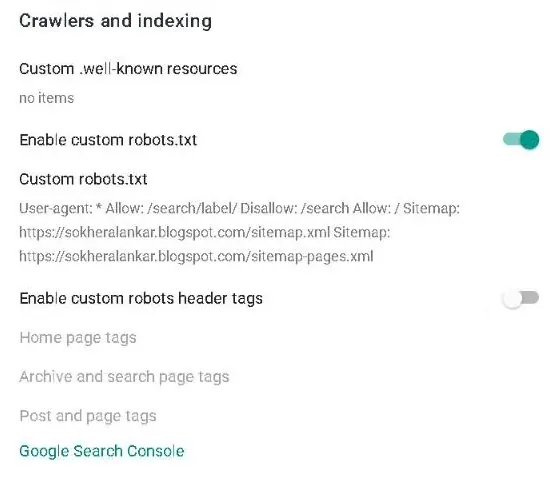 Crawlers and indexing
Custom .well-known resources
no items
Enable custom robots.txt
Custom robots.txt
User-agent: * Allow: /search/label/ Disallow: /search Allow: / Sitemap:
https://sokheralankar.blogspot.com/sitemap.xml Sitemap:
https://sokheralankar.blogspot.com/sitemap-pages.xml
Enable custom robots header tags
Home page tags
Archive and search page tags
Post and page tags
Google Search Console